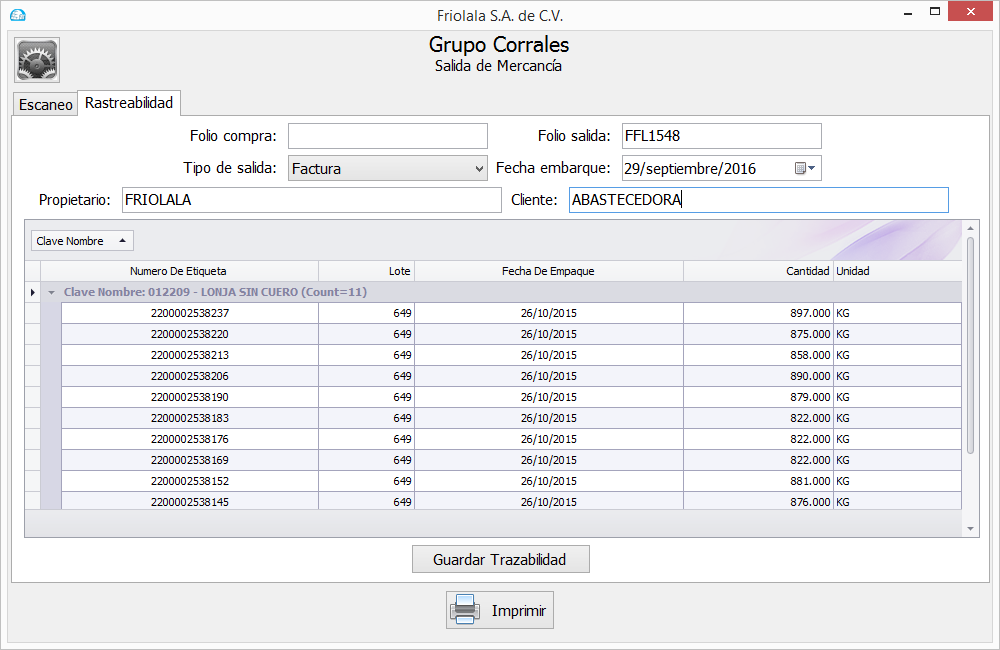 Friolala S.A. de C.V.
Grupo Corrales
Salida de Mercancía
Escaneo Rastreabilidad
Folio compra: Folio salida: FFL1548
Tipo de salida: Factura Fecha embarque: 29/septiembre/2016
Propietario: FRIOLALA Cliente: ABASTECEDORA
Clave Nombre
Numero De Etiqueta Lote Fecha De Empaque Cantidad Unidad
Clave Nombre: 012209 - LONJA SIN CUERO (Count=11)
2200002538237 649 26/10/2015 897.000 KG
2200002538220 649 26/10/2015 875.000 KG
2200002538213 649 26/10/2015 858.000 KG
2200002538206 649 26/10/2015 890.000 KG
2200002538190 649 26/10/2015 879.000 KG
2200002538183 649 26/10/2015 822.000 KG
2200002538176 649 26/10/2015 822.000 KG
2200002538169 649 26/10/2015 822.000 KG
2200002538152 649 26/10/2015 881.000 KG
2200002538145 649 26/10/2015 876.000 KG
Guardar Trazabilidad
Imprimir